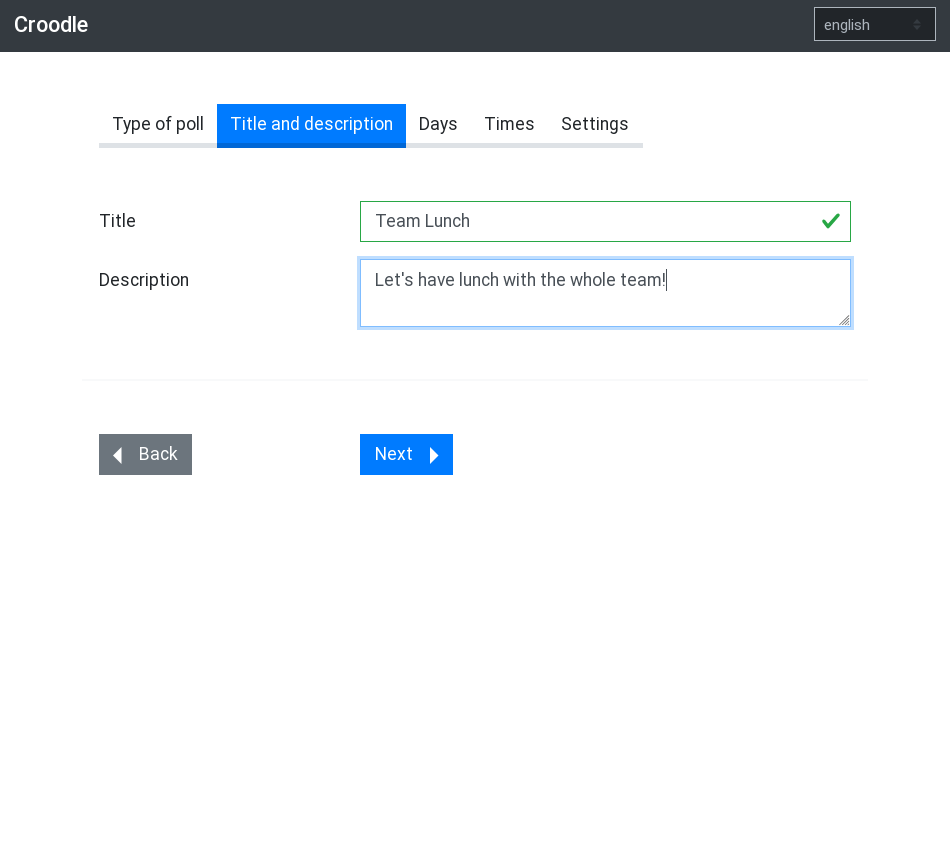 Croodle
english
Type of poll Title and description Days Times Settings
Title
Team Lunch
Description
Let's have lunch with the whole team!
Back
Next